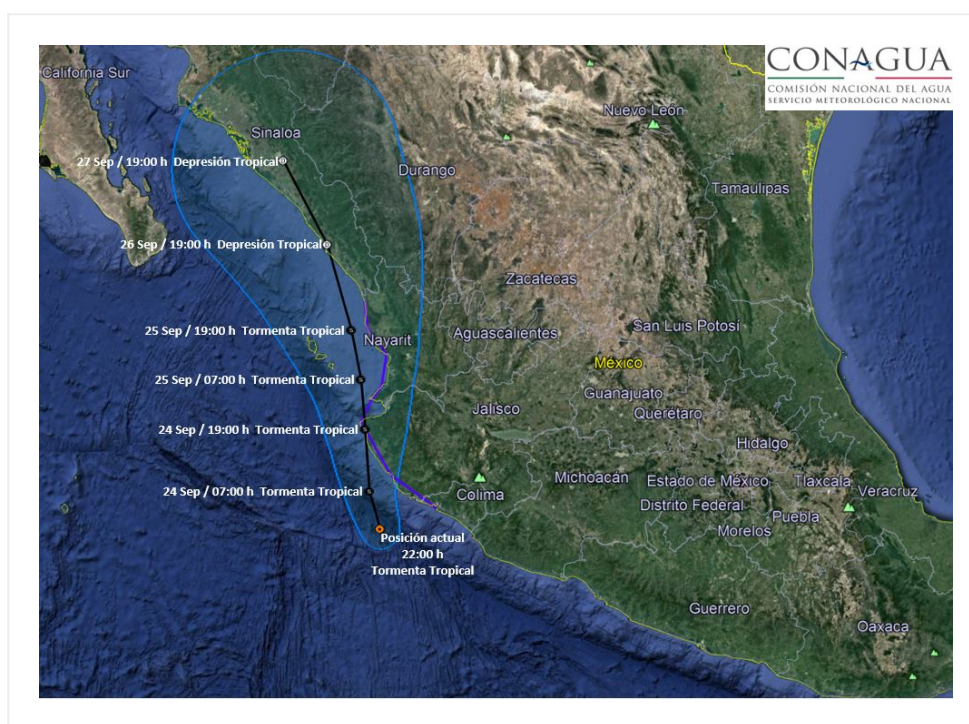 CONAGUA
COMISIÓN NACIONAL DEL AGUA
SERVICIO METEOROLÓGICO NACIONAL
California Sur
Nuevo León
Sinaloa
27 Sep / 19:00 h Depresión Tropical
Durango
Tamaulipas
26 Sep / 19:00 h Depresión Tropical
Zacatecas
25 Sep / 19:00 h Tormenta Tropical
Nayarit
Aguascalientes
San Luis Potosí
México
25 Sep / 07:00 h Tormenta Tropical
Guanajuato
Jalisco
Querétaro
24 Sep / 19:00 h Tormenta Tropical
Hidalgo
24 Sep / 07:00 h Tormenta Tropical
Colima
Michoacán
Estado de México
Tlaxcala
Veracruz
Distrito Federal
Puebla
Morelos
Posición actual
22:00 h
Tormenta Tropical
Guerrero
Oaxaca